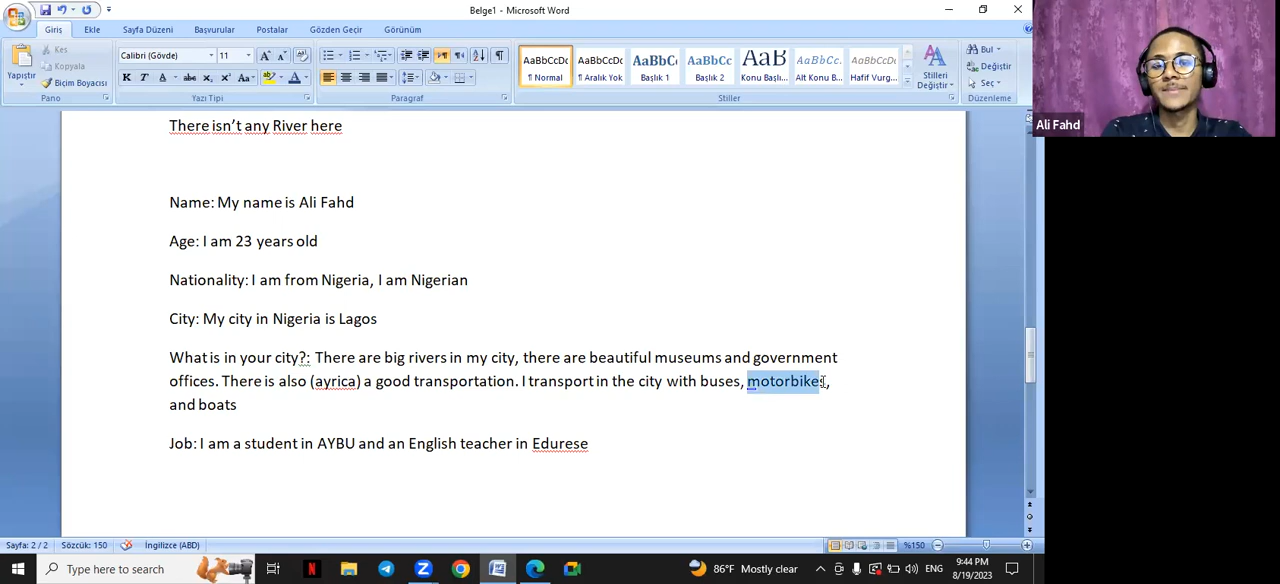 Belge1 - Microsoft Word
Giriş Ekle Sayfa Düzeni Başvurular Postalar Gözden Geçir Görünüm
Yapıştır
Kes
Kopyala
Biçim Boyacısı
Pano
Calibri (Gövde) 11
K T A abc x₂ x² Aa
Yazı Tipi
Paragraf
AaBbCcDc AaBbCcDc AaBbC AaBbCc AaB AaBbCc. AaBbCcDc
¶ Normal ¶ Aralık Yok Başlık 1 Başlık 2 Konu Başlı... Alt Konu B... Hafif Vurg...
Stiller
Stilleri
Değiştir
Bul
Değiştir
Seç
Düzenleme
Ali Fahd
There isn't any River here
Name: My name is Ali Fahd
Age: I am 23 years old
Nationality: I am from Nigeria, I am Nigerian
City: My city in Nigeria is Lagos
What is in your city?: There are big rivers in my city, there are beautiful museums and government
offices. There is also (ayrica) a good transportation. I transport in the city with buses, motorbikes,
and boats
Job: I am a student in AYBU and an English teacher in Edurese
Sayfa: 2 / 2 Sözcük: 150 İngilizce (ABD) %150
Type here to search
86°F Mostly clear
ENG
9:44 PM
8/19/2023